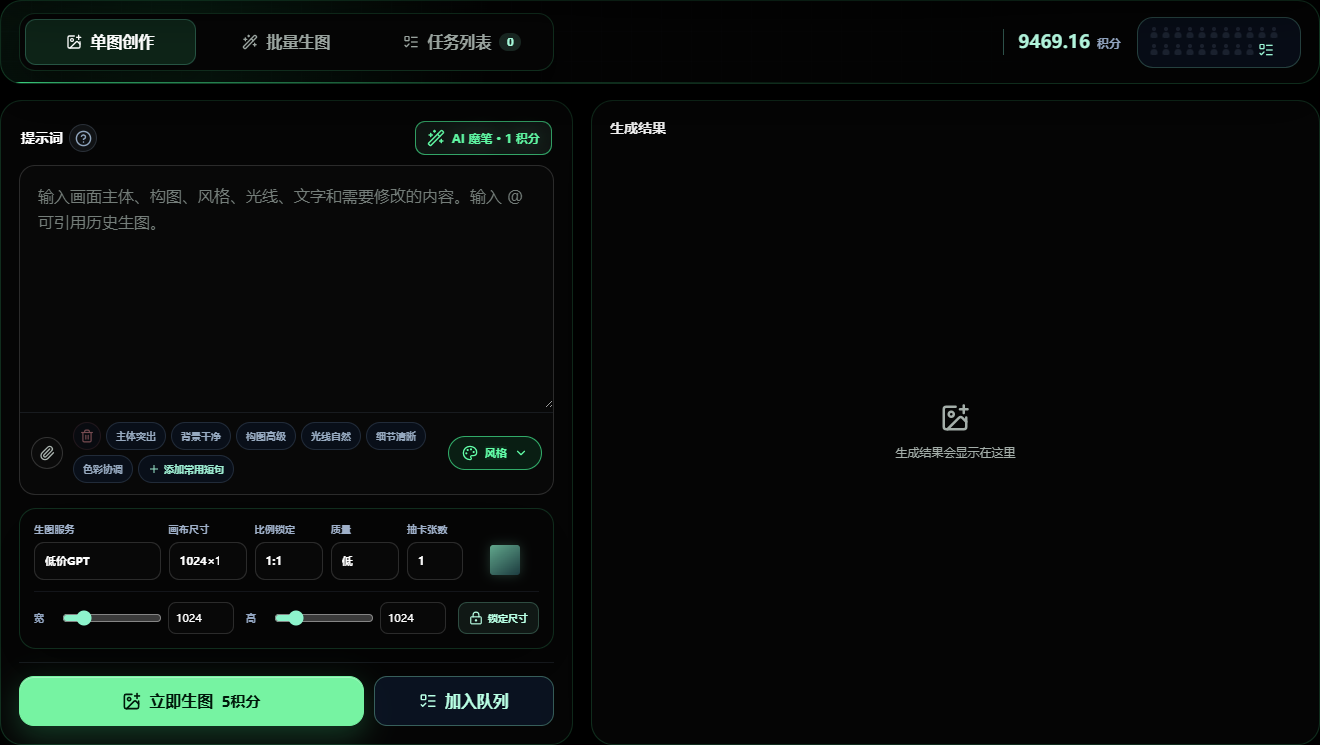 单图创作
批量生图
任务列表 0
9469.16 积分
提示词
AI 魔笔 · 1 积分
输入画面主体、构图、风格、光线、文字和需要修改的内容。输入 @
可引用历史生图。
主体突出 背景干净 构图高级 光线自然 细节清晰
色彩协调 + 添加常用短句
风格
生图服务 画布尺寸 比例锁定 质量 抽卡张数
低价GPT 1024×1 1:1 低 1
宽 1024 高 1024 锁定尺寸
立即生图 5积分
加入队列
生成结果
生成结果会显示在这里